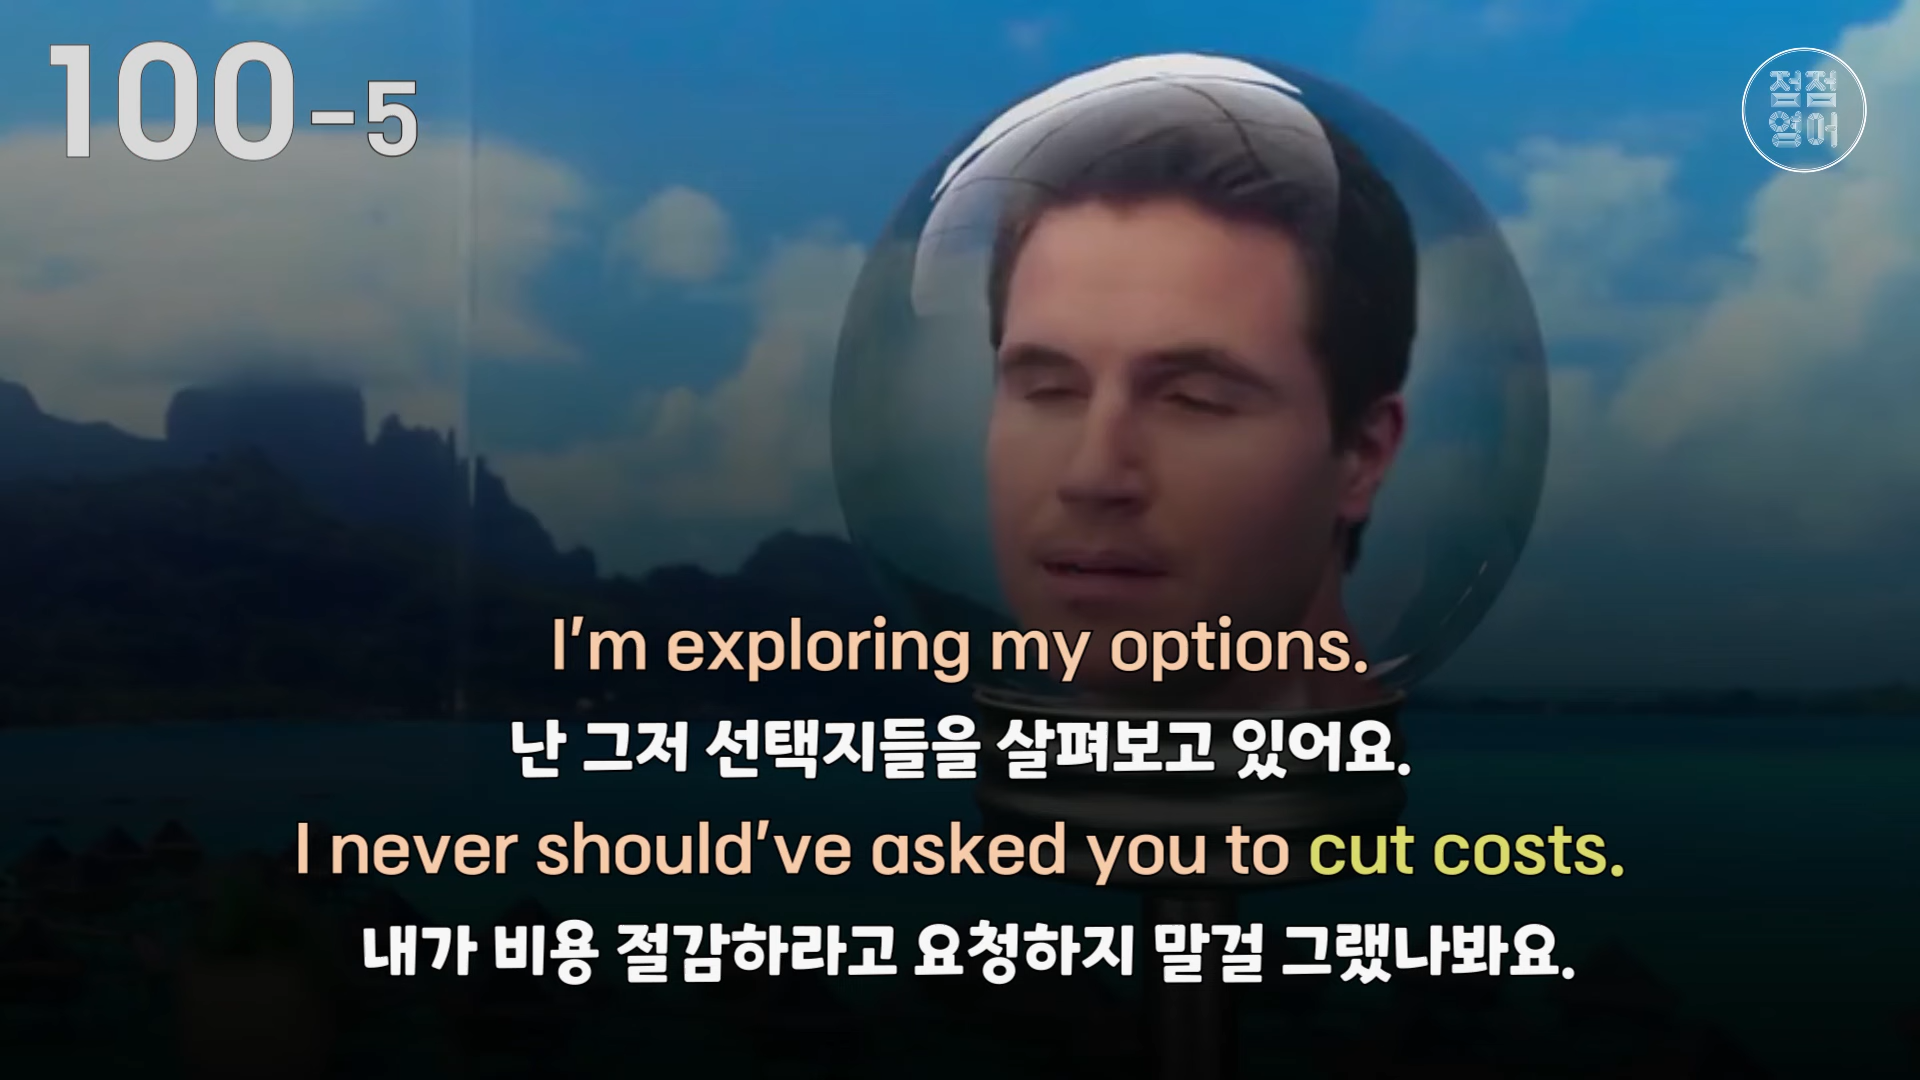 100-5
점점
영어
I'm exploring my options.
난 그저 선택지들을 살펴보고 있어요.
I never should've asked you to cut costs.
내가 비용 절감하라고 요청하지 말걸 그랬나봐요.